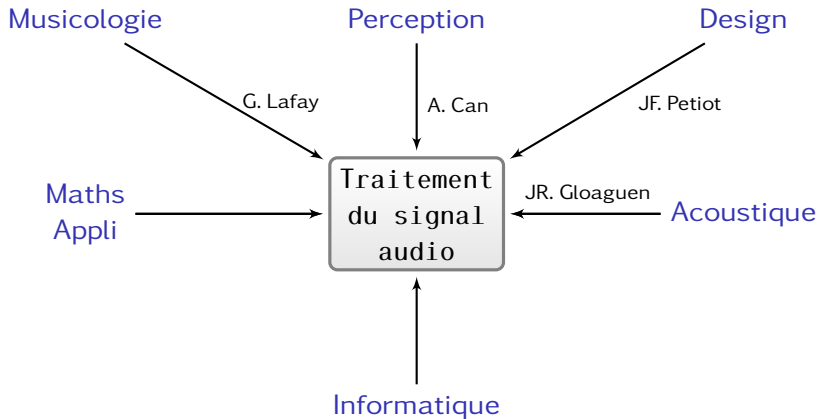 Musicologie
Perception
Design
G. Lafay
A. Can
JF. Petiot
Maths
Appli
Traitement
du signal
audio
JR. Gloaguen
Acoustique
Informatique